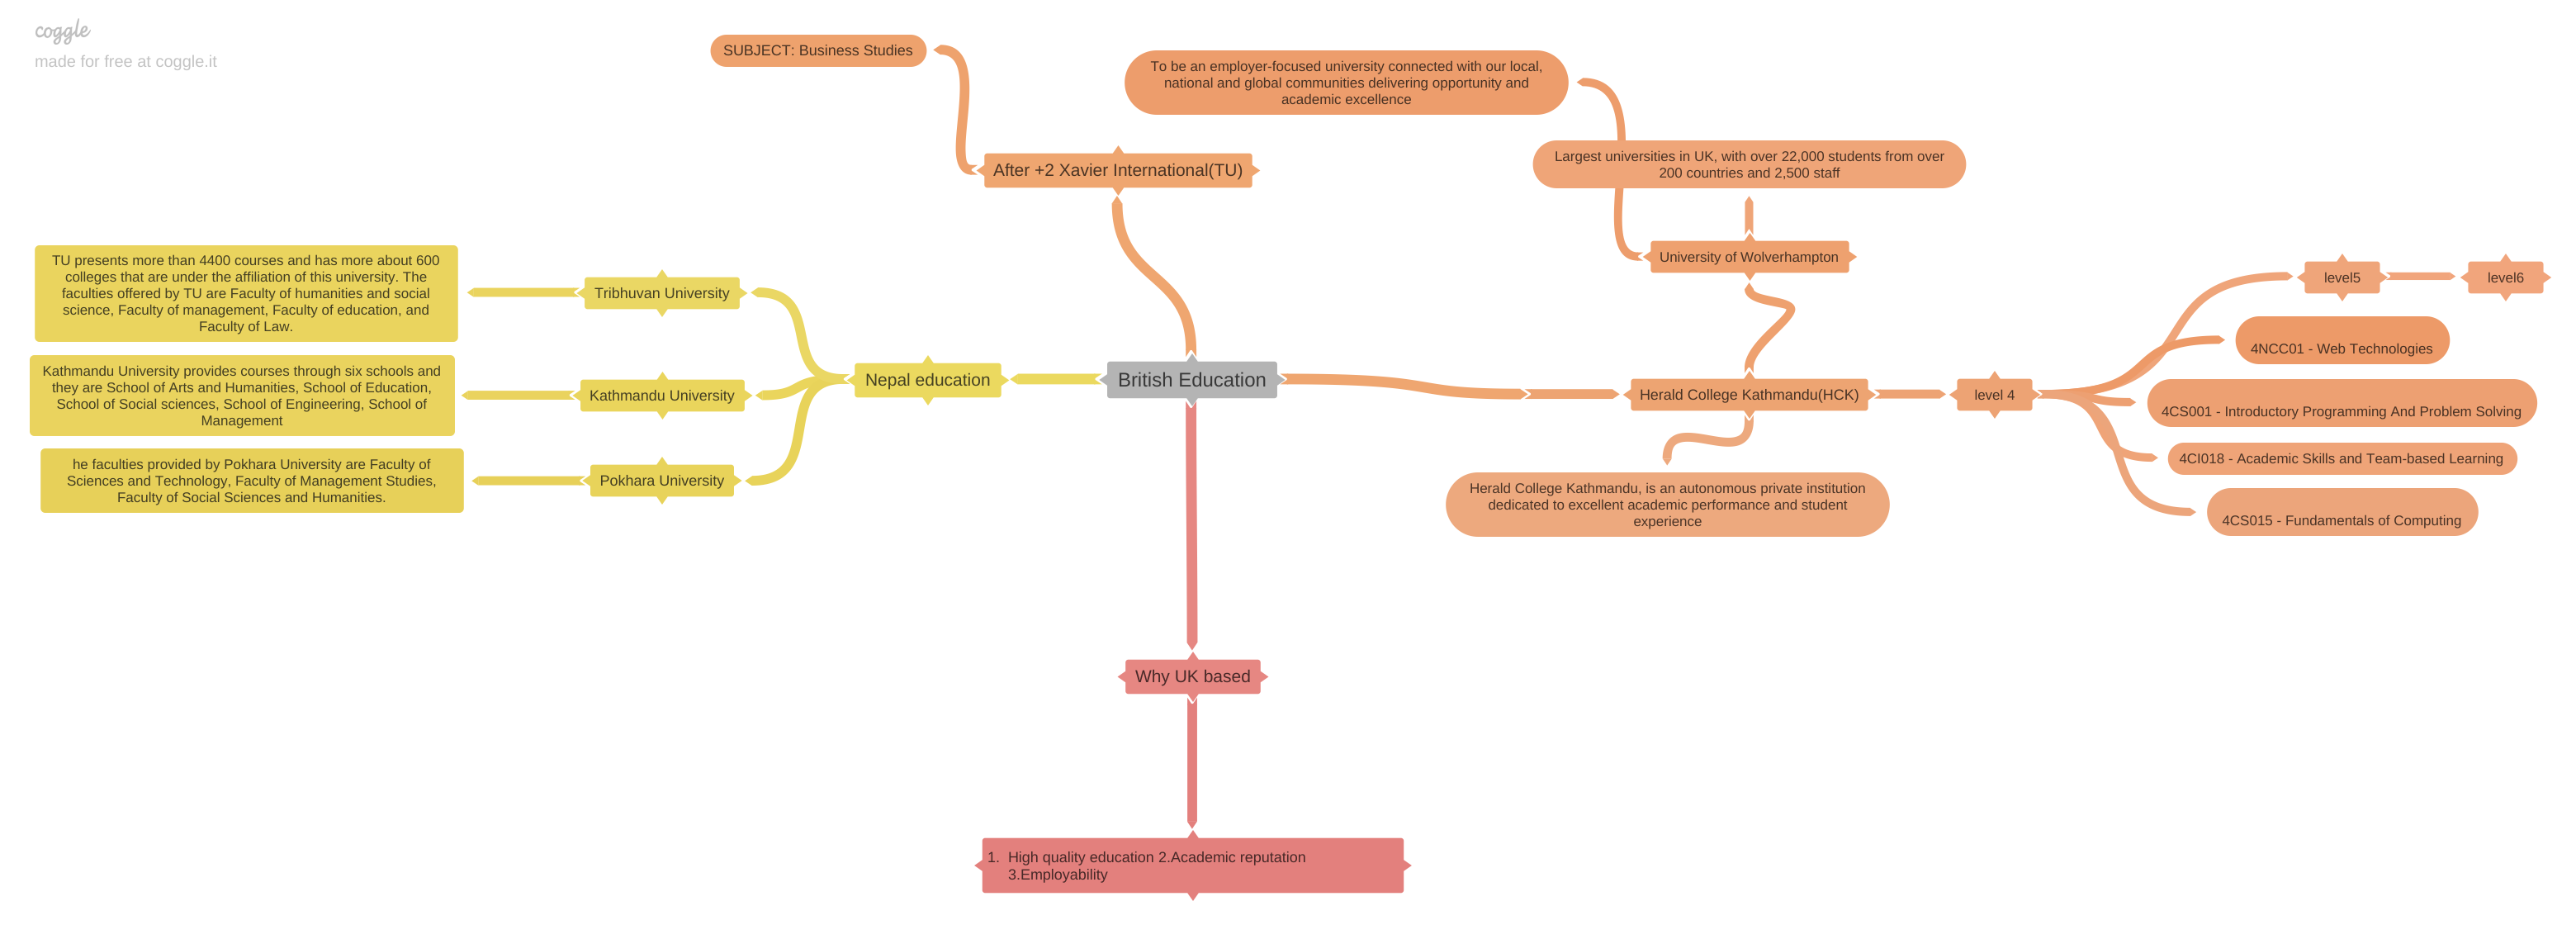 coggle
made for free at coggle.it
SUBJECT: Business Studies
To be an employer-focused university connected with our local,
national and global communities delivering opportunity and
academic excellence
After +2 Xavier International(TU)
Largest universities in UK, with over 22,000 students from over
200 countries and 2,500 staff
University of Wolverhampton
TU presents more than 4400 courses and has more about 600
colleges that are under the affiliation of this university. The
faculties offered by TU are Faculty of humanities and social
science, Faculty of management, Faculty of education, and
Faculty of Law.
Tribhuvan University
Kathmandu University provides courses through six schools and
they are School of Arts and Humanities, School of Education,
School of Social sciences, School of Engineering, School of
Management
Kathmandu University
he faculties provided by Pokhara University are Faculty of
Sciences and Technology, Faculty of Management Studies,
Faculty of Social Sciences and Humanities.
Pokhara University
Nepal education
British Education
Herald College Kathmandu(HCK)
Herald College Kathmandu, is an autonomous private institution
dedicated to excellent academic performance and student
experience
level 4
level5
level6
4NCC01 - Web Technologies
4CS001 - Introductory Programming And Problem Solving
4CI018 - Academic Skills and Team-based Learning
4CS015 - Fundamentals of Computing
Why UK based
1. High quality education 2.Academic reputation
3.Employability